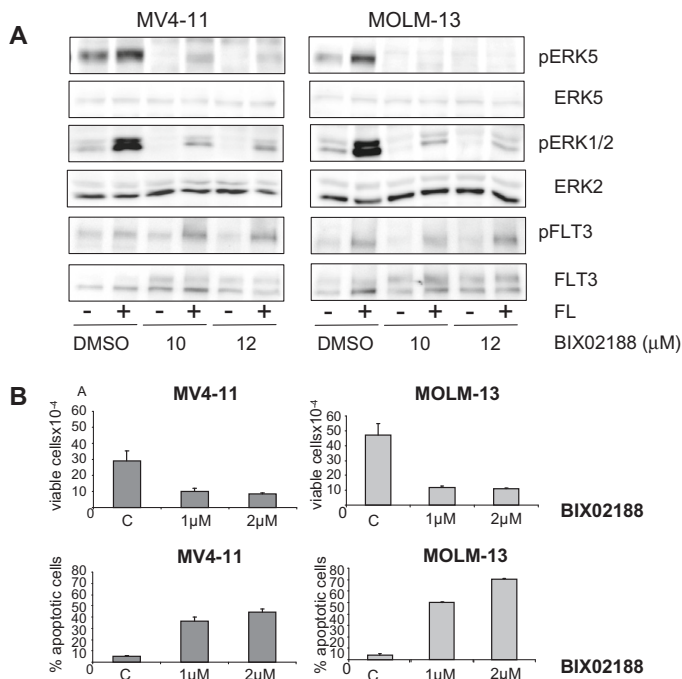 A
MV4-11 MOLM-13
pERK5
ERK5
pERK1/2
ERK2
pFLT3
FLT3
- + - + - + - + - + - + FL
DMSO 10 12 DMSO 10 12 BIX02188 (µM)
B
A
MV4-11
viable cellsx10-4
60
50
40
30
20
10
0
C 1µM 2µM
MOLM-13
viable cellsx10-4
60
50
40
30
20
10
0
C 1µM 2µM
BIX02188
MV4-11
% apoptotic cells
80
70
60
50
40
30
20
10
0
C 1µM 2µM
MOLM-13
% apoptotic cells
80
70
60
50
40
30
20
10
0
C 1µM 2µM
BIX02188